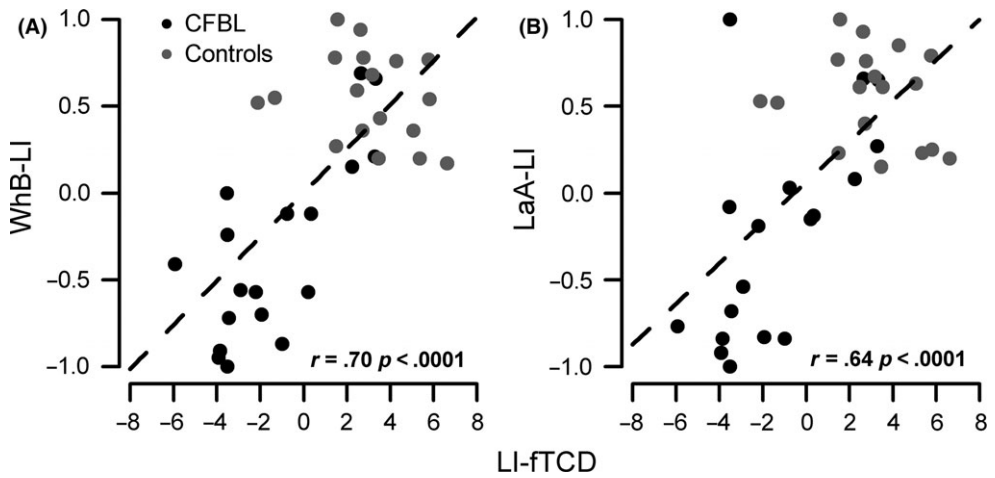 (A)
CFBL
Controls
WhB-LI
1.0
0.5
0.0
−0.5
−1.0
r = .70 p < .0001
−8 −6 −4 −2 0 2 4 6 8
(B)
LaA-LI
1.0
0.5
0.0
−0.5
−1.0
r = .64 p < .0001
−8 −6 −4 −2 0 2 4 6 8
LI-fTCD